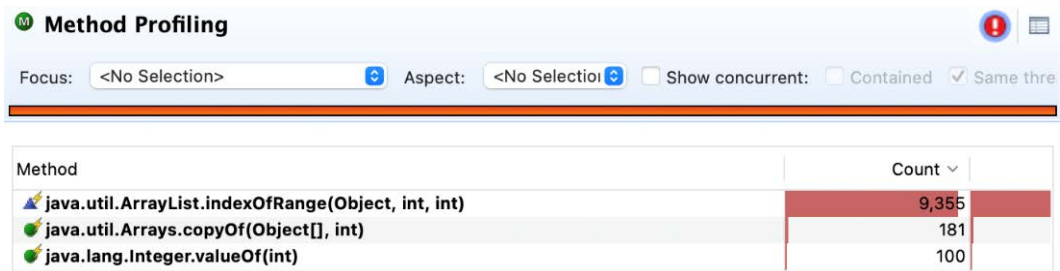 Method Profiling
Focus: <No Selection> Aspect: <No Selection Show concurrent: Contained Same thre
Method Count
java.util.ArrayList.indexOfRange(Object, int, int) 9,355
java.util.Arrays.copyOf(Object[], int) 181
java.lang.Integer.valueOf(int) 100